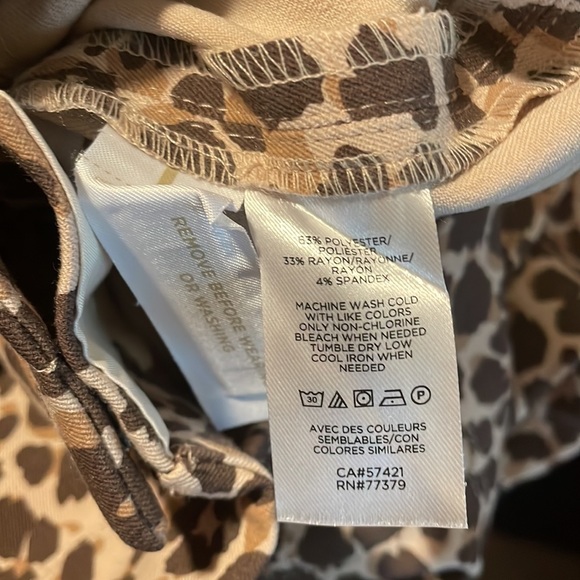 63% POLYESTER/
POLIÉSTER
33% RAYON/RAYONNE/
RAYON
4% SPANDEX
MACHINE WASH COLD
WITH LIKE COLORS
ONLY NON-CHLORINE
BLEACH WHEN NEEDED
TUMBLE DRY LOW
COOL IRON WHEN
NEEDED
30
P
AVEC DES COULEURS
SEMBLABLES/CON
COLORES SIMILARES
CA#57421
RN#77379
REMOVE BEFORE WEARING
OR WASHING